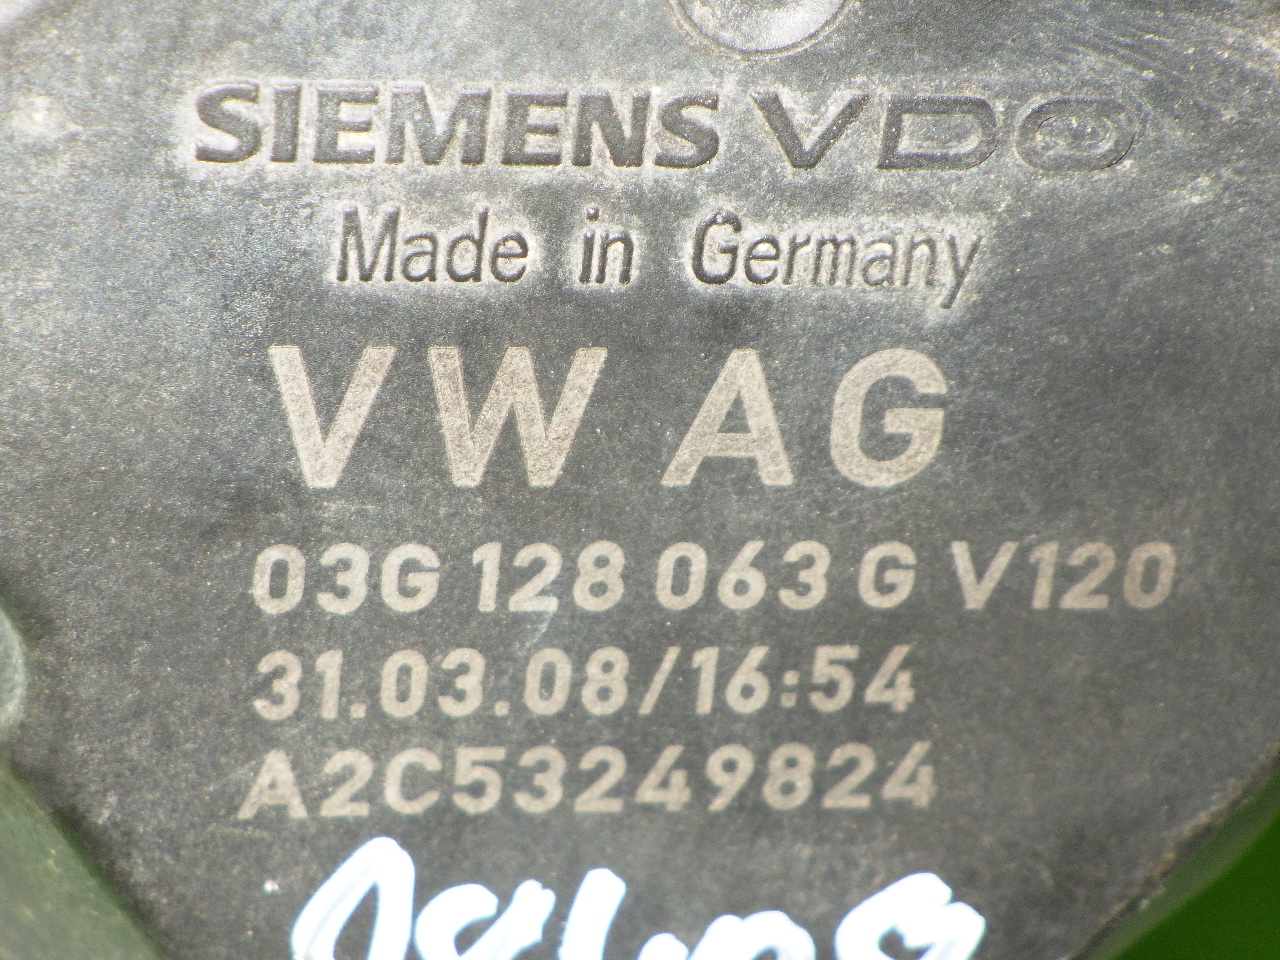 SIEMENS VDO
Made in Germany
VW AG
03G 128 063 G V120
31.03.08/16:54
A2C53249824